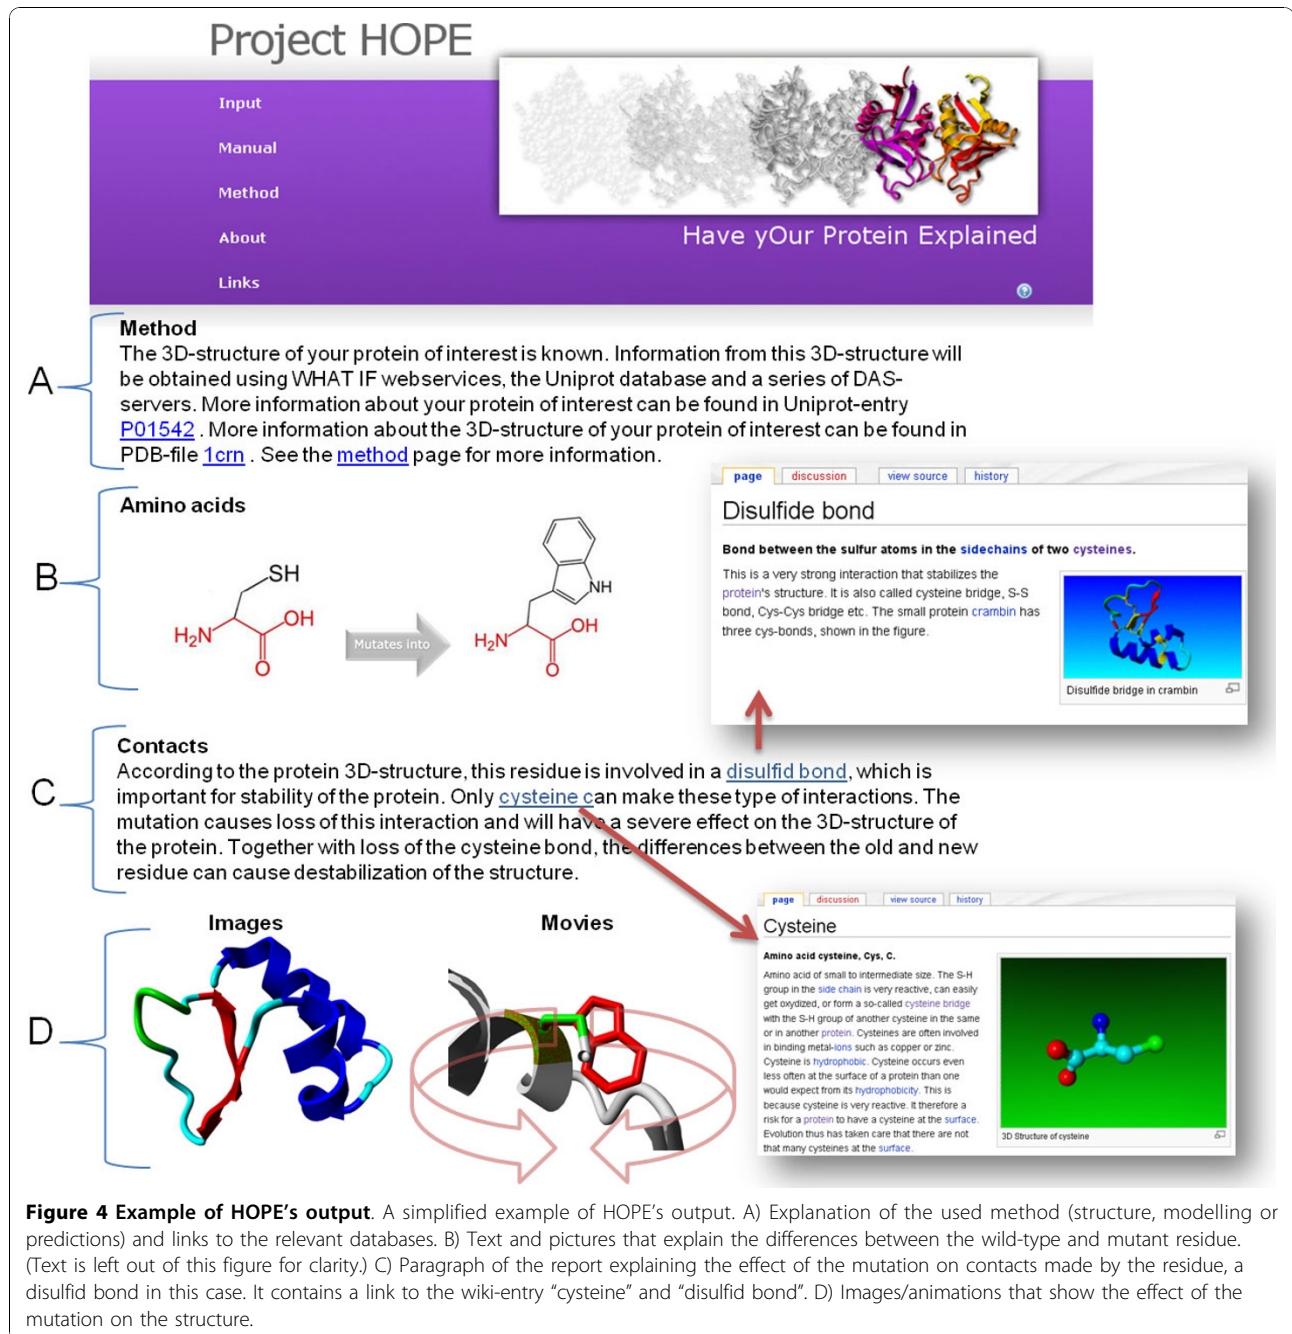 Project HOPE
Input
Manual
Method
About
Links
Have yOur Protein Explained
?
A
Method
The 3D-structure of your protein of interest is known. Information from this 3D-structure will
be obtained using WHAT IF webservices, the Uniprot database and a series of DAS-
servers. More information about your protein of interest can be found in Uniprot-entry
P01542 . More information about the 3D-structure of your protein of interest can be found in
PDB-file 1crn . See the method page for more information.
B
Amino acids
SH
H₂N
OH
O
Mutates into
NH
H₂N
OH
O
page discussion view source history
Disulfide bond
Bond between the sulfur atoms in the sidechains of two cysteines.
This is a very strong interaction that stabilizes the
protein's structure. It is also called cysteine bridge, S-S
bond, Cys-Cys bridge etc. The small protein crambin has
three cys-bonds, shown in the figure.
Disulfide bridge in crambin
C
Contacts
According to the protein 3D-structure, this residue is involved in a disulfid bond, which is
important for stability of the protein. Only cysteine can make these type of interactions. The
mutation causes loss of this interaction and will have a severe effect on the 3D-structure of
the protein. Together with loss of the cysteine bond, the differences between the old and new
residue can cause destabilization of the structure.
D
Images
Movies
page discussion view source history
Cysteine
Amino acid cysteine, Cys, C.
Amino acid of small to intermediate size. The S-H
group in the side chain is very reactive, can easily
get oxydized, or form a so-called cysteine bridge
with the S-H group of another cysteine in the same
or in another protein. Cysteines are often involved
in binding metal-ions such as copper or zinc.
Cysteine is hydrophobic. Cysteine occurs even
less often at the surface of a protein than one
would expect from its hydrophobicity. This is
because cysteine is very reactive. It therefore a
risk for a protein to have a cysteine at the surface.
Evolution thus has taken care that there are not
that many cysteines at the surface.
3D Structure of cysteine
Figure 4 Example of HOPE's output. A simplified example of HOPE's output. A) Explanation of the used method (structure, modelling or
predictions) and links to the relevant databases. B) Text and pictures that explain the differences between the wild-type and mutant residue.
(Text is left out of this figure for clarity.) C) Paragraph of the report explaining the effect of the mutation on contacts made by the residue, a
disulfid bond in this case. It contains a link to the wiki-entry "cysteine" and "disulfid bond". D) Images/animations that show the effect of the
mutation on the structure.